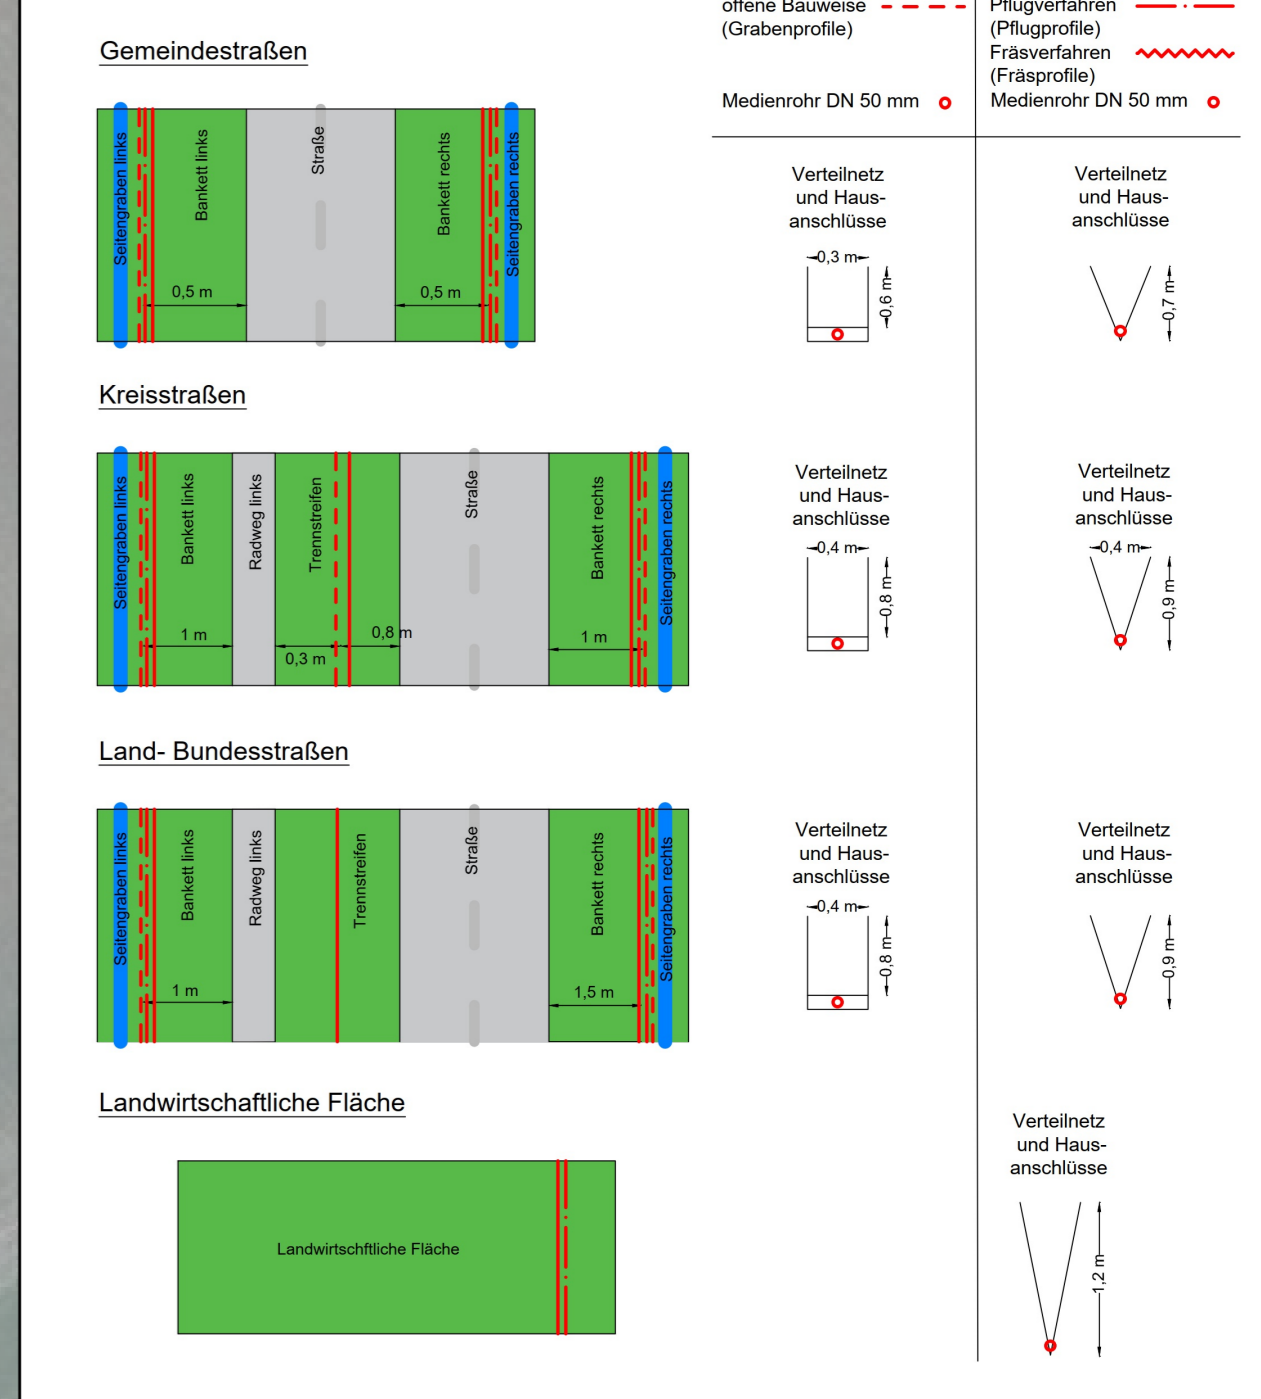 offene Bauweise
(Grabenprofile)
Medienrohr DN 50 mm
Pflugverfahren
(Pflugprofile)
Fräsverfahren
(Fräsprofile)
Medienrohr DN 50 mm
Gemeindestraßen
Seitengraben links
Bankett links
Straße
Bankett rechts
Seitengraben rechts
0,5 m
0,5 m
Verteilnetz
und Haus-
anschlüsse
0,3 m
0,6 m
Verteilnetz
und Haus-
anschlüsse
0,7 m
Kreisstraßen
Seitengraben links
Bankett links
Radweg links
Trennstreifen
Straße
Bankett rechts
Seitengraben rechts
1 m
0,3 m
0,8 m
1 m
Verteilnetz
und Haus-
anschlüsse
0,4 m
0,8 m
Verteilnetz
und Haus-
anschlüsse
0,4 m
0,9 m
Land- Bundesstraßen
Seitengraben links
Bankett links
Radweg links
Trennstreifen
Straße
Bankett rechts
Seitengraben rechts
1 m
1,5 m
Verteilnetz
und Haus-
anschlüsse
0,4 m
0,8 m
Verteilnetz
und Haus-
anschlüsse
0,9 m
Landwirtschaftliche Fläche
Landwirtschftliche Fläche
Verteilnetz
und Haus-
anschlüsse
1,2 m